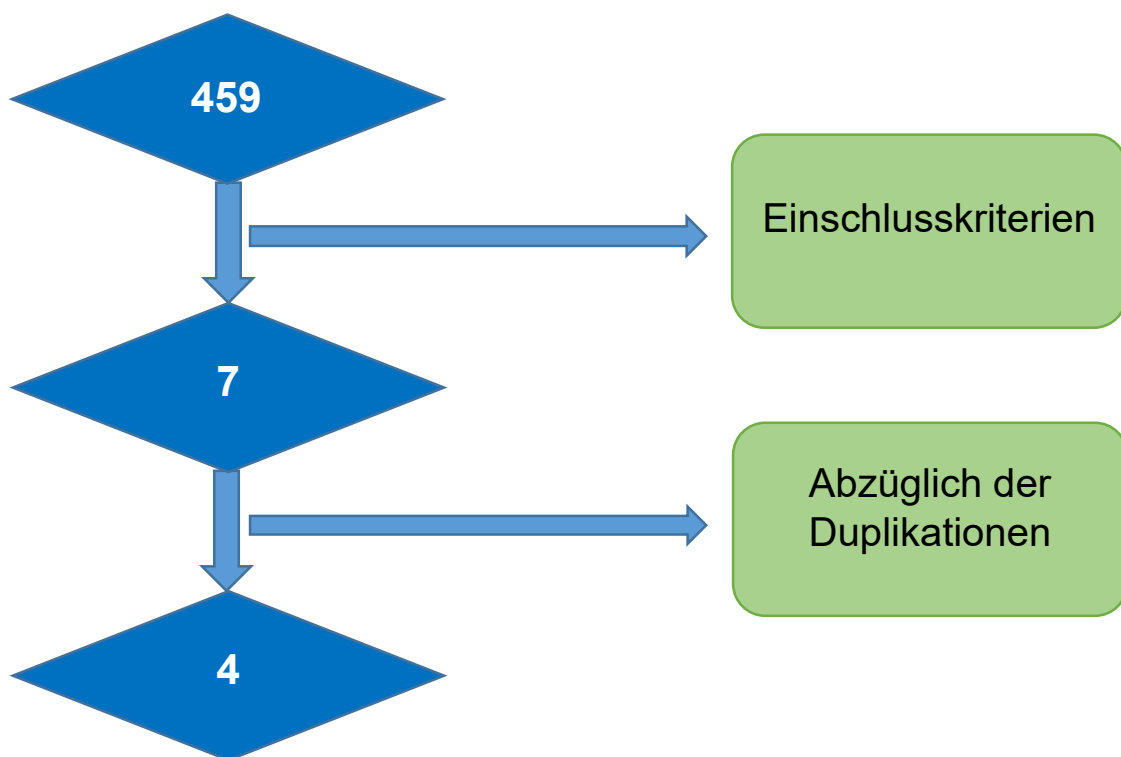 459
Einschlusskriterien
7
Abzüglich der
Duplikationen
4